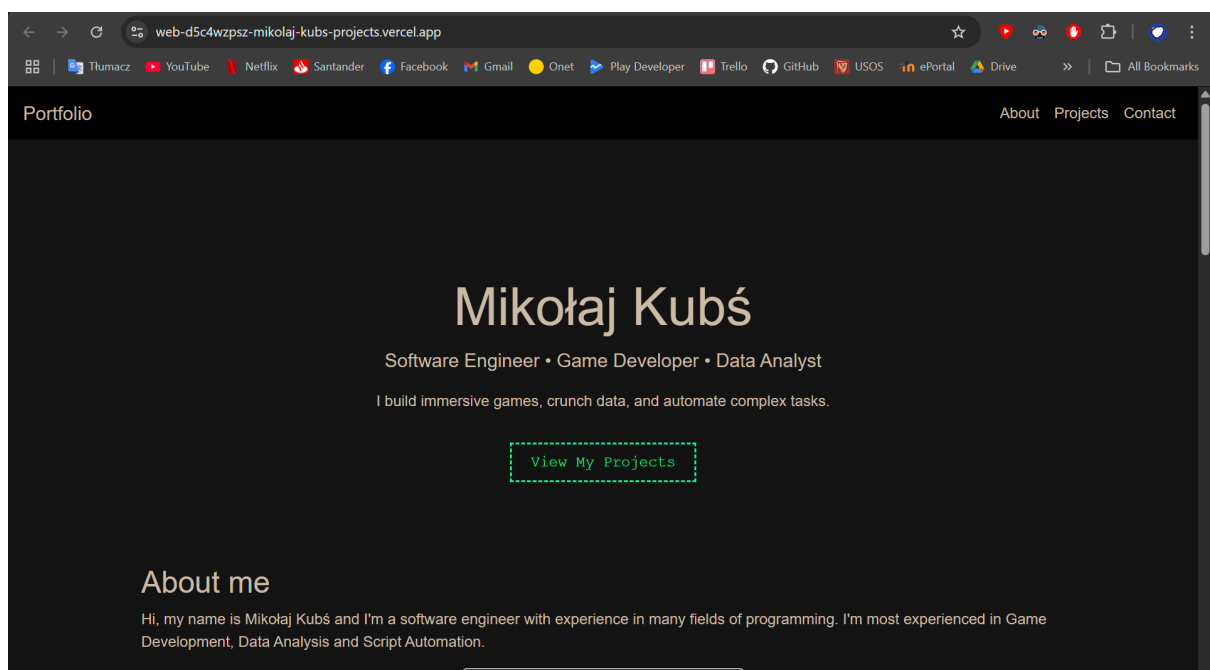 web-d5c4wzpsz-mikolaj-kubs-projects.vercel.app
Tłumacz YouTube Netflix Santander Facebook Gmail Onet Play Developer Trello GitHub USOS ePortal Drive » All Bookmarks
Portfolio About Projects Contact
Mikołaj Kubś
Software Engineer • Game Developer • Data Analyst
I build immersive games, crunch data, and automate complex tasks.
View My Projects
About me
Hi, my name is Mikołaj Kubś and I'm a software engineer with experience in many fields of programming. I'm most experienced in Game
Development, Data Analysis and Script Automation.